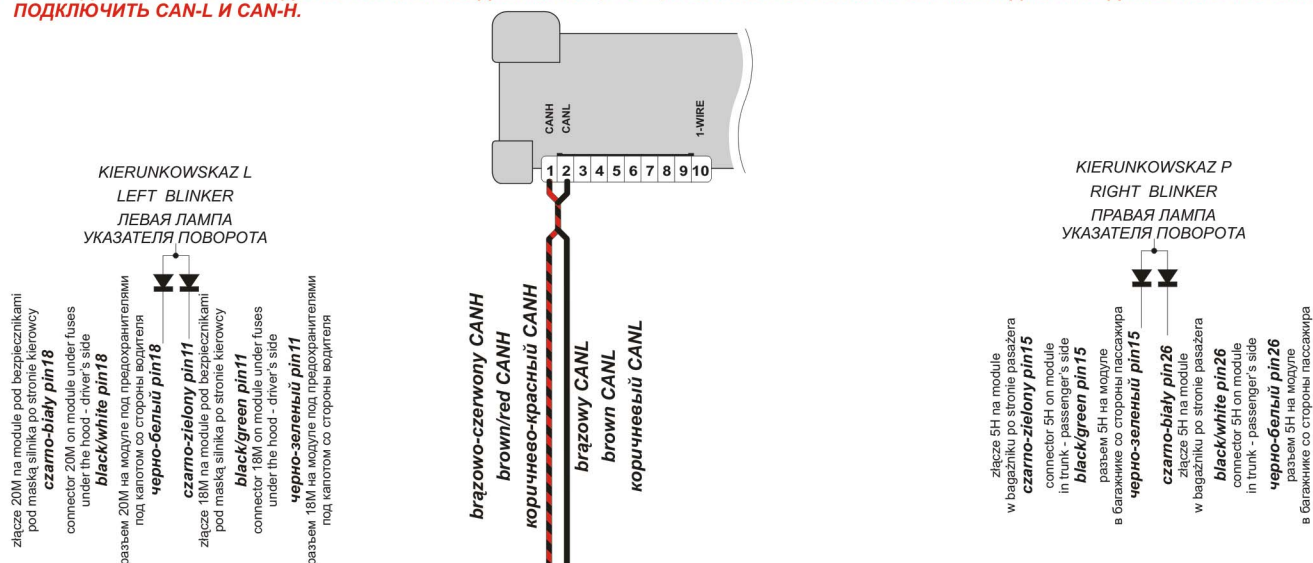 ПОДКЛЮЧИТЬ CAN-L И CAN-H.
CANH
CANL
1-WIRE
1 2 3 4 5 6 7 8 9 10
KIERUNKOWSKAZ L
LEFT BLINKER
ЛЕВАЯ ЛАМПА
УКАЗАТЕЛЯ ПОВОРОТА
złącze 20M na module pod bezpiecznikami
pod maską silnika po stronie kierowcy
czarno-biały pin18
connector 20M on module under fuses
under the hood - driver's side
black/white pin18
разъем 20М на модуле под предохранителями
под капотом со стороны водителя
черно-белый pin18
czarno-zielony pin11
złącze 18M na module pod bezpiecznikami
pod maską silnika po stronie kierowcy
black/green pin11
connector 18M on module under fuses
under the hood - driver's side
черно-зеленый pin11
разъем 18М на модуле под предохранителями
под капотом со стороны водителя
brązowo-czerwony CANH
brown/red CANH
коричнево-красный CANH
brązowy CANL
brown CANL
коричневый CANL
KIERUNKOWSKAZ P
RIGHT BLINKER
ПРАВАЯ ЛАМПА
УКАЗАТЕЛЯ ПОВОРОТА
złącze 5H na module
w bagażniku po stronie pasażera
czarno-zielony pin15
connector 5H on module
in trunk - passenger's side
black/green pin15
разъем 5Н на модуле
в багажнике со стороны пассажира
черно-зеленый pin15
czarno-biały pin26
złącze 5H na module
w bagażniku po stronie pasażera
black/white pin26
connector 5H on module
in trunk - passenger's side
черно-белый pin26
разъем 5Н на модуле
в багажнике со стороны пассажира